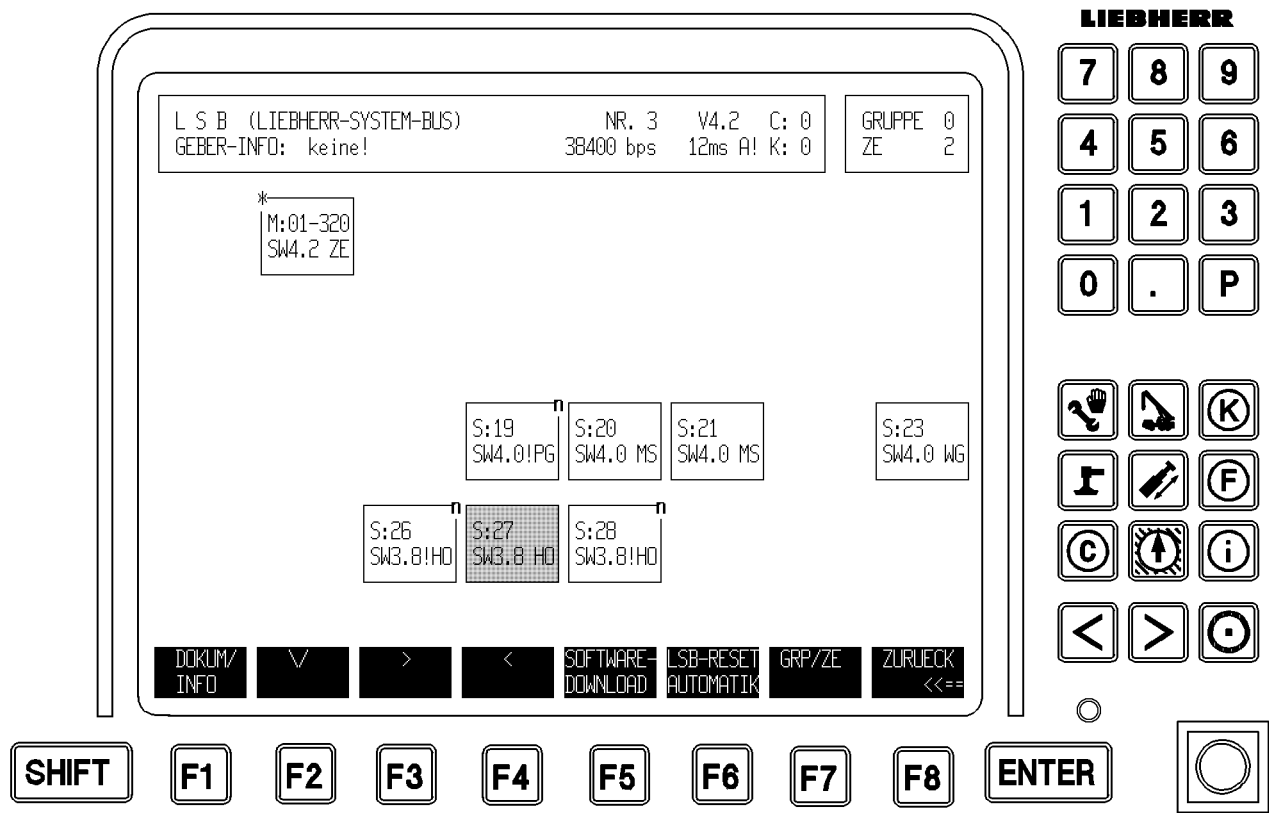 LIEBHERR
L S B (LIEBHERR-SYSTEM-BUS) NR. 3 V4.2 C: 0
GEBER-INFO: keine! 38400 bps 12ms A! K: 0
GRUPPE 0
ZE 2
*
M:01-320
SW4.2 ZE
n
S:19
SW4.0!PG
S:20
SW4.0 MS
S:21
SW4.0 MS
S:23
SW4.0 WG
n
S:26
SW3.8!HO
S:27
SW3.8 HO
n
S:28
SW3.8!HO
DOKUM/
INFO
\/
>
<
SOFTWARE-
DOWNLOAD
LSB-RESET
AUTOMATIK
GRP/ZE
ZURUECK
<<==
7 8 9
4 5 6
1 2 3
0 . P
K
F
C i
< >
SHIFT F1 F2 F3 F4 F5 F6 F7 F8 ENTER